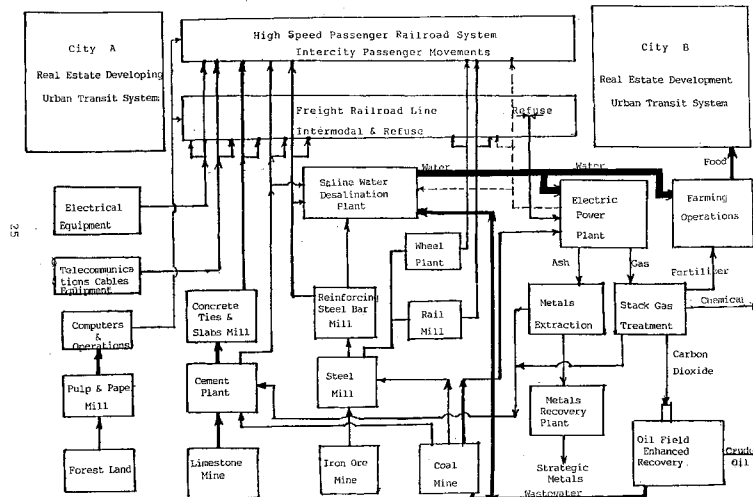 City A
Real Estate Developing
Urban Transit System
High Speed Passenger Railroad System
Intercity Passenger Movements
City B
Real Estate Development
Urban Transit System
Freight Railroad Line
Intermodal & Refuse
Refuse
Water
Water
Food
Saline Water
Desalination
Plant
Electric
Power
Plant
Farming
Operations
Electrical
Equipment
25
Wheel
Plant
Ash
Gas
Fertilizer
Telecommunica
tions Cables
Equipment
Chemical
Concrete
Ties &
Slabs Mill
Reinforcing
Steel Bar
Mill
Rail
Mill
Metals
Extraction
Stack Gas
Treatment
Computers
&
Operations
Carbon
Dioxide
Pulp & Paper
Mill
Cement
Plant
Steel
Mill
Metals
Recovery
Plant
Oil Field
Enhanced
Recovery.
Crude
Oil
Forest Land
Limestone
Mine
Iron Ore
Mine
Coal
Mine
Strategic
Metals
Wastewater